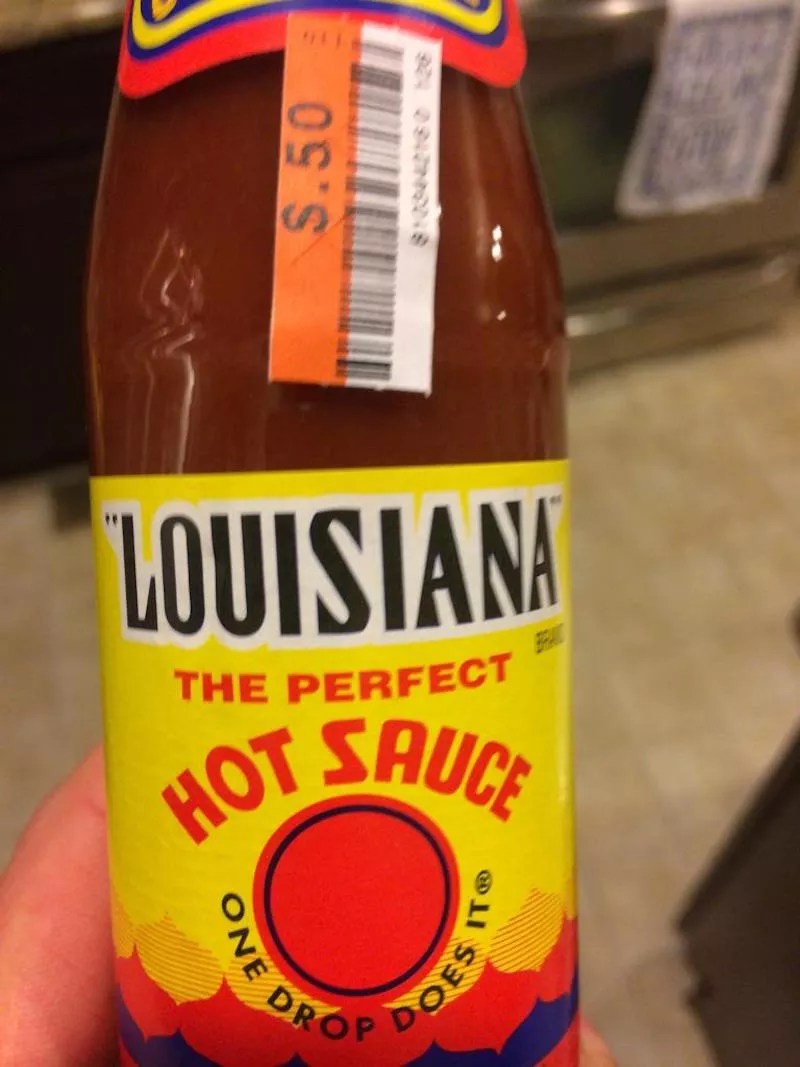 $.50
"LOUISIANA"
BRAND
THE PERFECT
HOT SAUCE
ONE DROP DOES IT®